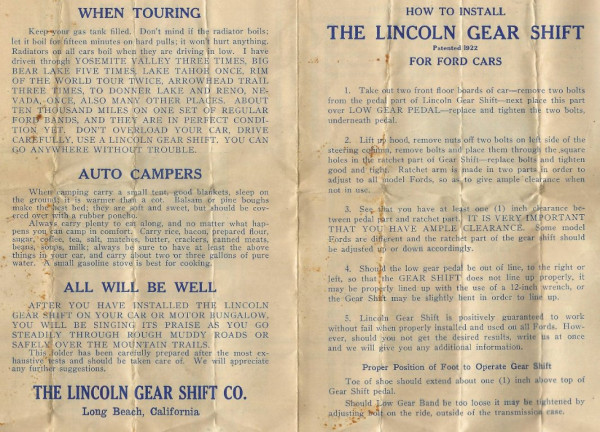 WHEN TOURING
Keep your gas tank filled. Don't mind if the radiator boils;
let it boil for fifteen minutes on hard pulls; it won't hurt anything.
Radiators on all cars boil when they are driving in low. I have
driven through YOSEMITE VALLEY THREE TIMES, BIG
BEAR LAKE FIVE TIMES, LAKE TAHOE ONCE, RIM
OF THE WORLD TOUR TWICE, ARROWHEAD TRAIL
THREE TIMES, TO DONNER LAKE AND RENO, NE-
VADA, ONCE, ALSO MANY OTHER PLACES. ABOUT
TEN THOUSAND MILES ON ONE SET OF REGULAR
FORD BANDS, AND THEY ARE IN PERFECT CONDI-
TION YET. DON'T OVERLOAD YOUR CAR, DRIVE
CAREFULLY, USE A LINCOLN GEAR SHIFT. YOU CAN
GO ANYWHERE WITHOUT TROUBLE.
AUTO CAMPERS
When camping carry a small tent, good blankets, sleep on
the ground; it is warmer than a cot. Balsam or pine boughs
make the best bed; they are soft and sweet, but should be cov-
ered over with a rubber poncho.
Always carry plenty to eat along, and no matter what hap-
pens you can camp in comfort. Carry rice, bacon, prepared flour,
sugar, coffee, tea, salt, matches, butter, crackers, canned meats,
beans, soups, milk; always be sure to have at least the above
things in your car, and carry about two or three gallons of pure
water. A small gasoline stove is best for cooking.
ALL WILL BE WELL
AFTER YOU HAVE INSTALLED THE LINCOLN
GEAR SHIFT ON YOUR CAR OR MOTOR BUNGALOW,
YOU WILL BE SINGING ITS PRAISE AS YOU GO
STEADILY THROUGH ROUGH MUDDY ROADS OR
SAFELY OVER THE MOUNTAIN TRAILS.
This folder has been carefully prepared after the most ex-
haustive tests and should be taken care of. We will appreciate
any further suggestions.
THE LINCOLN GEAR SHIFT CO.
Long Beach, California
HOW TO INSTALL
THE LINCOLN GEAR SHIFT
Patented 1922
FOR FORD CARS
1. Take out two front floor boards of car—remove two bolts
from the pedal part of Lincoln Gear Shift—next place this part
over LOW GEAR PEDAL—replace and tighten the two bolts,
underneath pedal.
2. Lift up hood, remove nuts off two bolts on left side of the
steering column, remove bolts and place them through the square
holes in the ratchet part of Gear Shift—replace bolts and tighten
good and tight. Ratchet arm is made in two parts in order to
adjust to all model Fords, so as to give ample clearance when
not in use.
3. See that you have at least one (1) inch clearance be-
tween pedal part and ratchet part. IT IS VERY IMPORTANT
THAT YOU HAVE AMPLE CLEARANCE. Some model
Fords are different and the ratchet part of the gear shift should
be adjusted up or down accordingly.
4. Should the low gear pedal be out of line, to the right or
left, so that the GEAR SHIFT does not line up properly, it
may be properly lined up with the use of a 12-inch wrench, or
the Gear Shift may be slightly bent in order to line up.
5. Lincoln Gear Shift is positively guaranteed to work
without fail when properly installed and used on all Fords. How-
ever, should you not get the desired results, write us at once
and we will give you any additional information.
Proper Position of Foot to Operate Gear Shift
Toe of shoe should extend about one (1) inch above top of
Gear Shift pedal.
Should Low Gear Band be too loose it may be tightened by
adjusting bolt on the ride, outside of the transmission case.